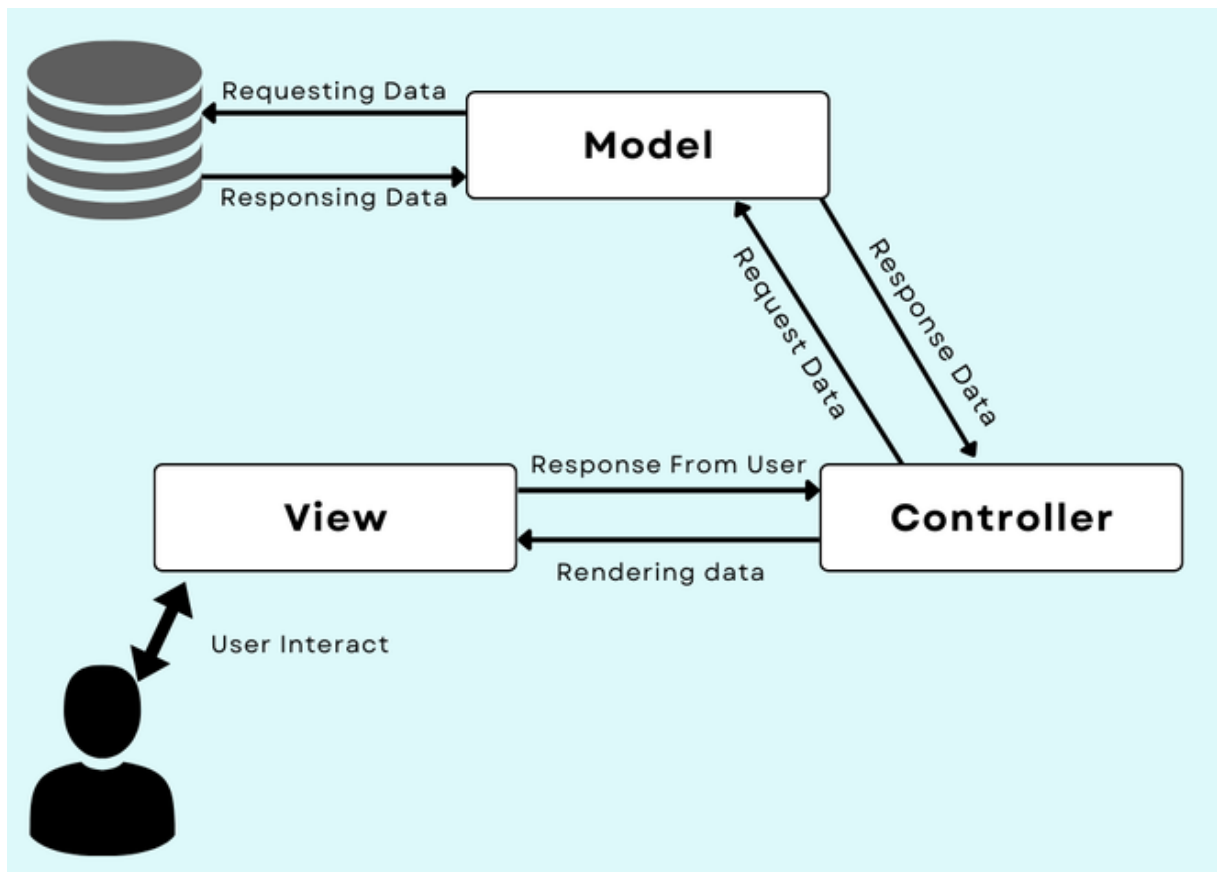 Requesting Data
Model
Responsing Data
Request Data
Response Data
Response From User
View
Controller
Rendering data
User Interact